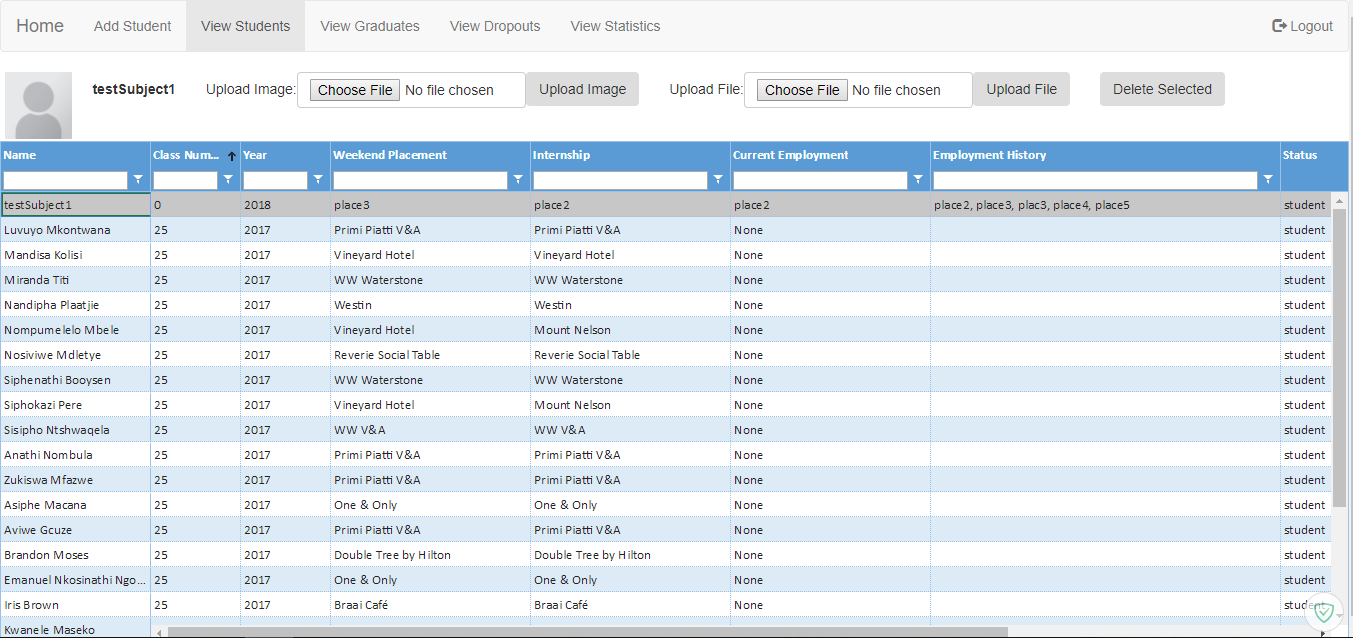 Home Add Student View Students View Graduates View Dropouts View Statistics Logout
testSubject1 Upload Image: Choose File No file chosen Upload Image Upload File: Choose File No file chosen Upload File Delete Selected
Name Class Num... Year Weekend Placement Internship Current Employment Employment History Status
testSubject1 0 2018 place3 place2 place2 place2, place3, plac3, place4, place5 student
Luvuyo Mkontwana 25 2017 Primi Piatti V&A Primi Piatti V&A None student
Mandisa Kolisi 25 2017 Vineyard Hotel Vineyard Hotel None student
Miranda Titi 25 2017 WW Waterstone WW Waterstone None student
Nandipha Plaatjie 25 2017 Westin Westin None student
Nompumelelo Mbele 25 2017 Vineyard Hotel Mount Nelson None student
Nosiviwe Mdletye 25 2017 Reverie Social Table Reverie Social Table None student
Siphenathi Booysen 25 2017 WW Waterstone WW Waterstone None student
Siphokazi Pere 25 2017 Vineyard Hotel Mount Nelson None student
Sisipho Ntshwaqela 25 2017 WW V&A WW V&A None student
Anathi Nombula 25 2017 Primi Piatti V&A Primi Piatti V&A None student
Zukiswa Mfazwe 25 2017 Primi Piatti V&A Primi Piatti V&A None student
Asiphe Macana 25 2017 One & Only One & Only None student
Aviwe Gcuze 25 2017 Primi Piatti V&A Primi Piatti V&A None student
Brandon Moses 25 2017 Double Tree by Hilton Double Tree by Hilton None student
Emanuel Nkosinathi Ngo... 25 2017 One & Only One & Only None student
Iris Brown 25 2017 Braai Café Braai Café None student
Kwanele Maseko